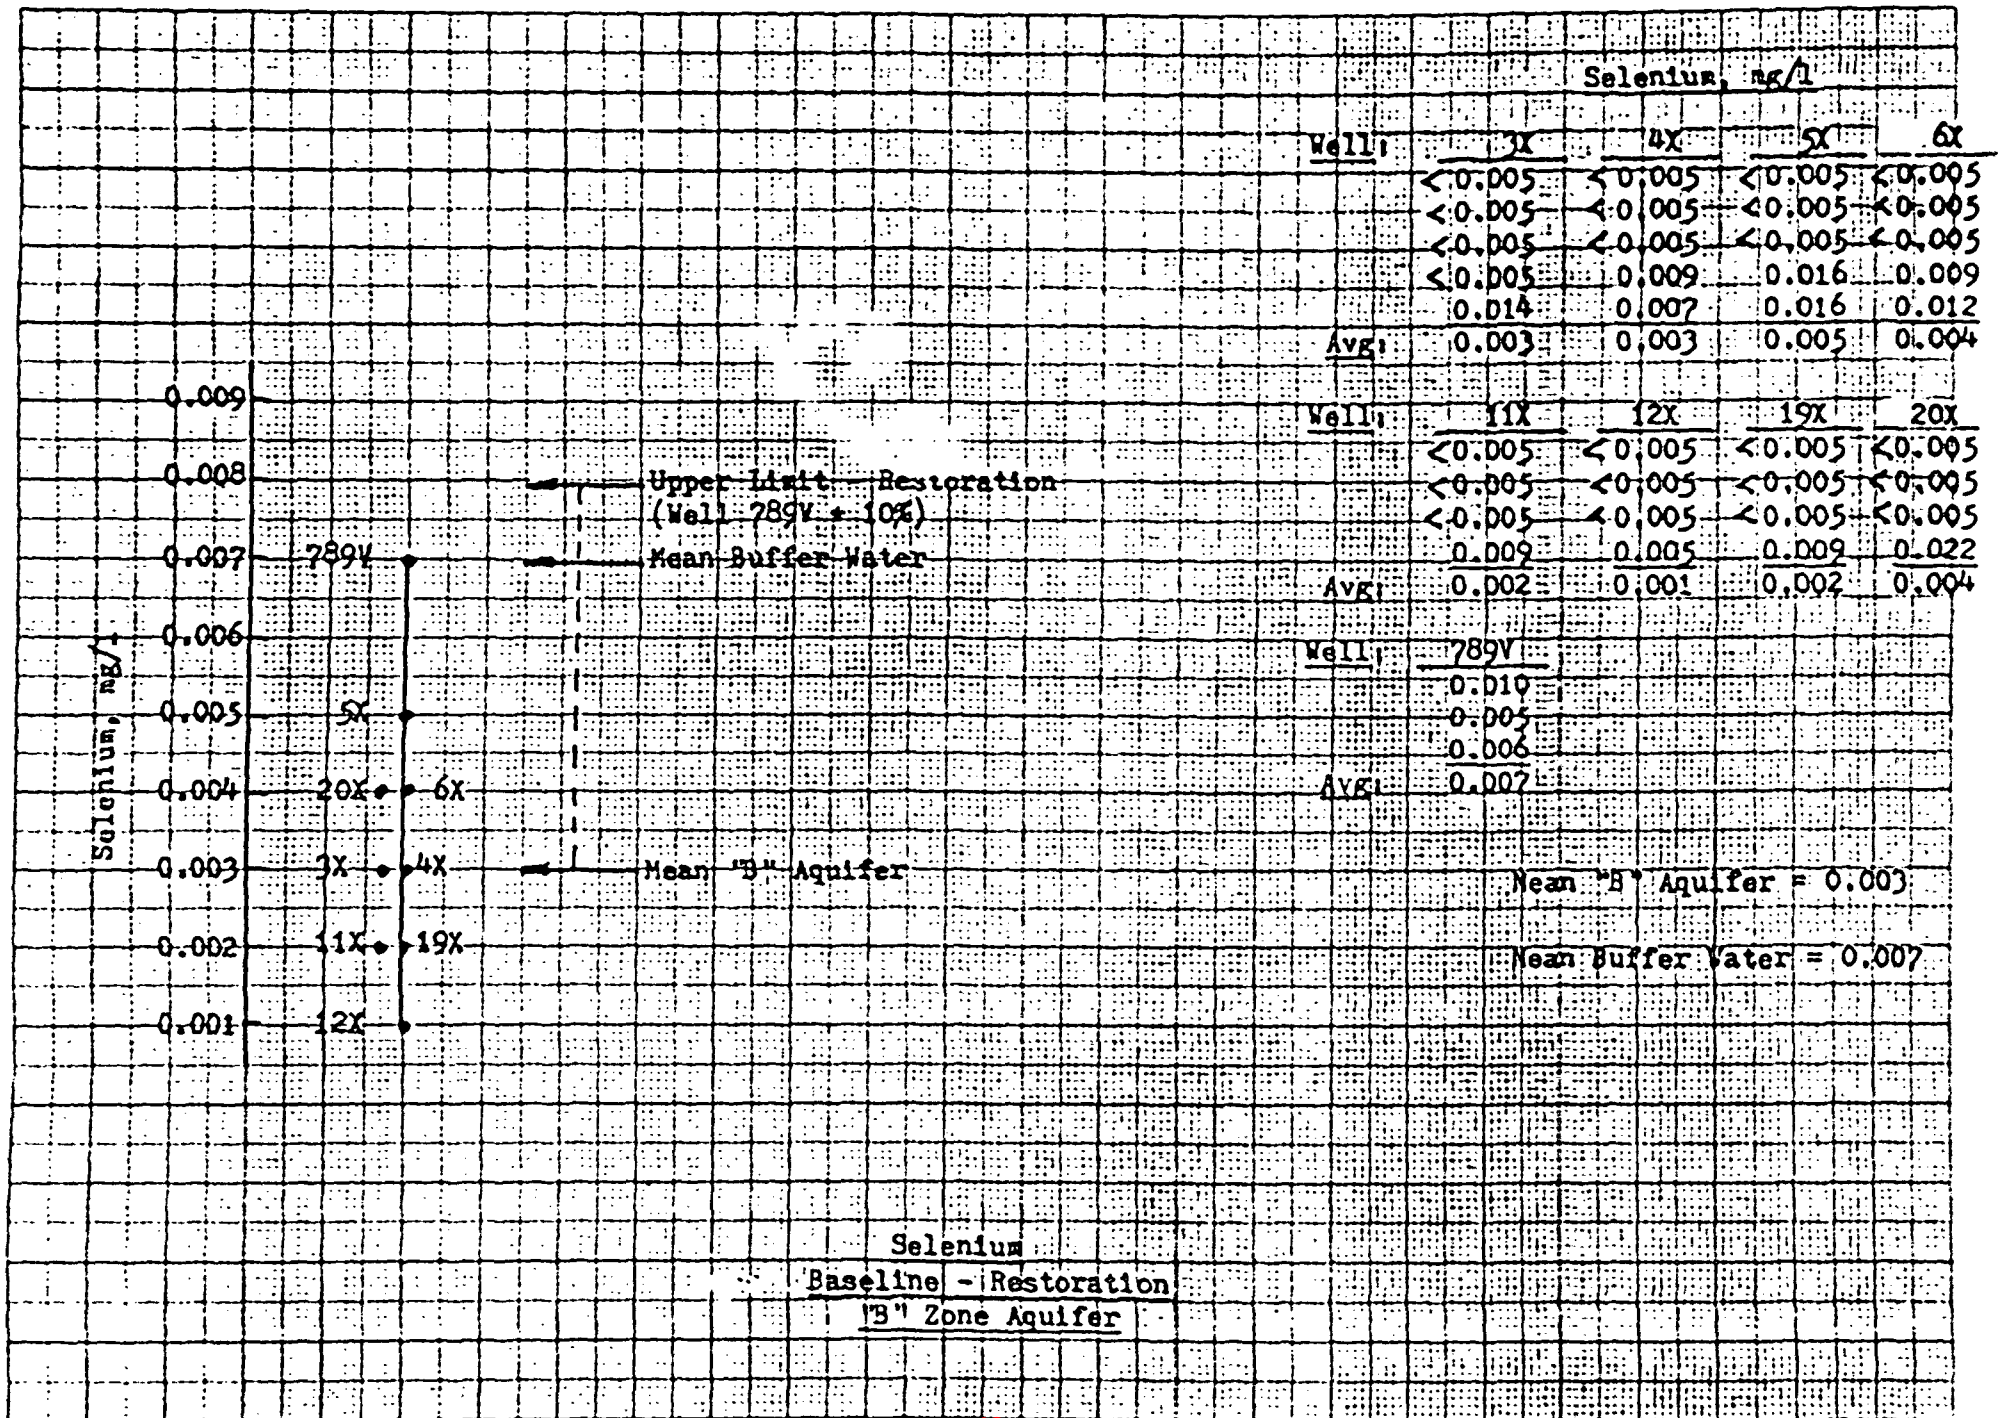 Selenium, mg/l
Well: 3X 4X 5X 6X
<0.005 <0.005 <0.005 <0.005
<0.005 <0.005 <0.005 <0.005
<0.005 <0.005 <0.005 <0.005
<0.005 0.009 0.016 0.009
0.014 0.007 0.016 0.012
Avg: 0.003 0.003 0.005 0.004
Well: 11X 12X 19X 20X
<0.005 <0.005 <0.005 <0.005
<0.005 <0.005 <0.005 <0.005
<0.005 <0.005 <0.005 <0.005
0.009 0.005 0.009 0.022
Avg: 0.002 0.001 0.002 0.004
Well: 789V
0.010
0.005
0.006
Avg: 0.007
Mean "B" Aquifer = 0.003
Mean Buffer Water = 0.007
Selenium, mg/l
0.009
0.008
0.007
0.006
0.005
0.004
0.003
0.002
0.001
789V
5X
20X 6X
3X 4X
11X 19X
12X
Upper Limit - Restoration
(Well 789V + 10%)
Mean Buffer Water
Mean "B" Aquifer
Selenium
Baseline - Restoration
"B" Zone Aquifer